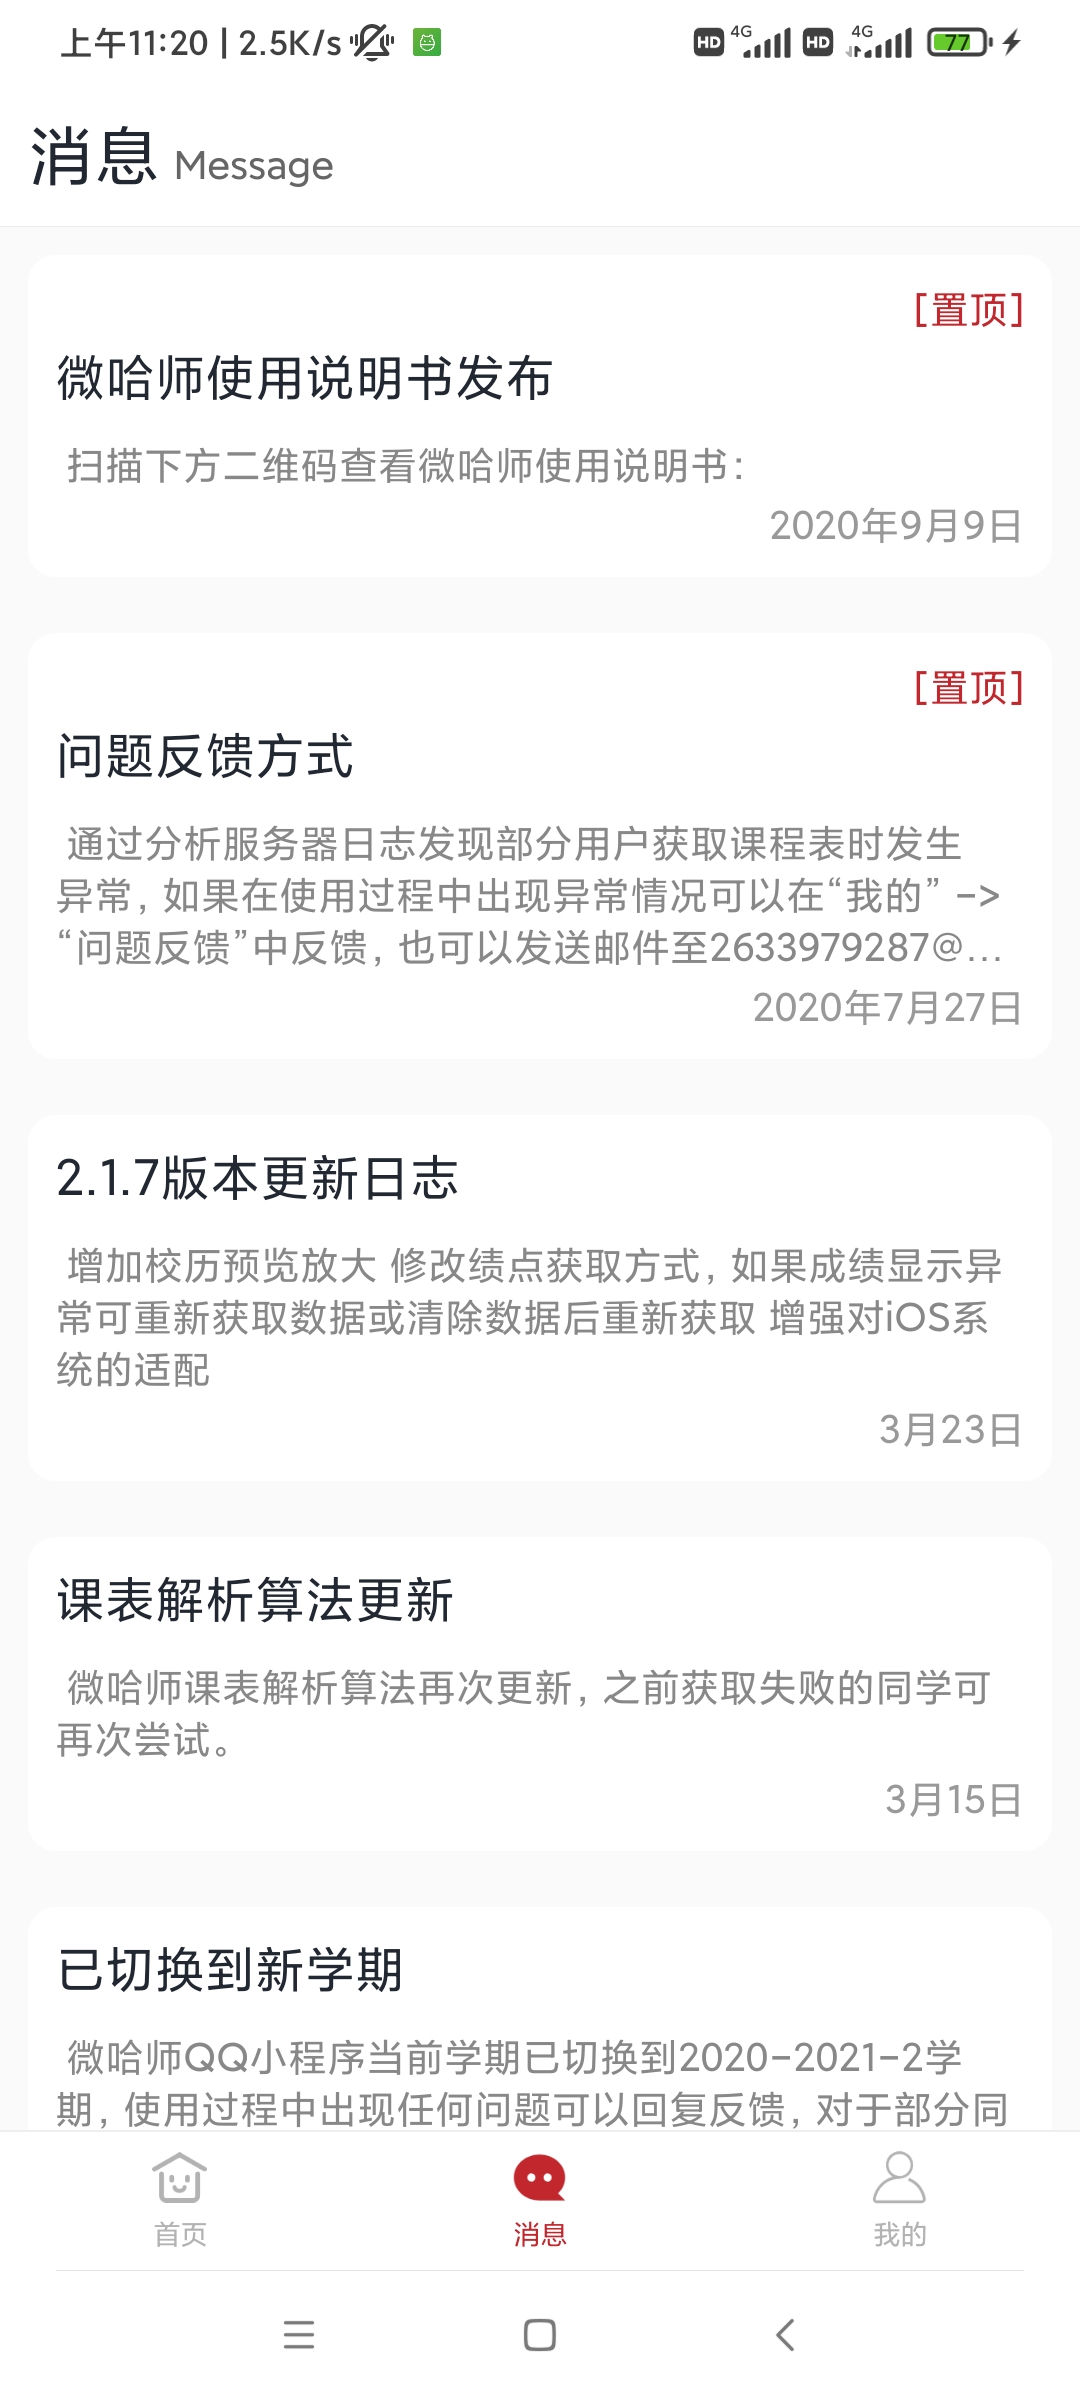 上午11:20 | 2.5K/s
HD 4G HD 4G 77
消息 Message
[置顶]
微哈师使用说明书发布
扫描下方二维码查看微哈师使用说明书：
2020年9月9日
[置顶]
问题反馈方式
通过分析服务器日志发现部分用户获取课程表时发生
异常，如果在使用过程中出现异常情况可以在“我的” ->
“问题反馈”中反馈，也可以发送邮件至2633979287@...
2020年7月27日
2.1.7版本更新日志
增加校历预览放大 修改绩点获取方式，如果成绩显示异
常可重新获取数据或清除数据后重新获取 增强对iOS系
统的适配
3月23日
课表解析算法更新
微哈师课表解析算法再次更新，之前获取失败的同学可
再次尝试。
3月15日
已切换到新学期
微哈师QQ小程序当前学期已切换到2020-2021-2学
期，使用过程中出现任何问题可以回复反馈，对于部分同
首页
消息
我的